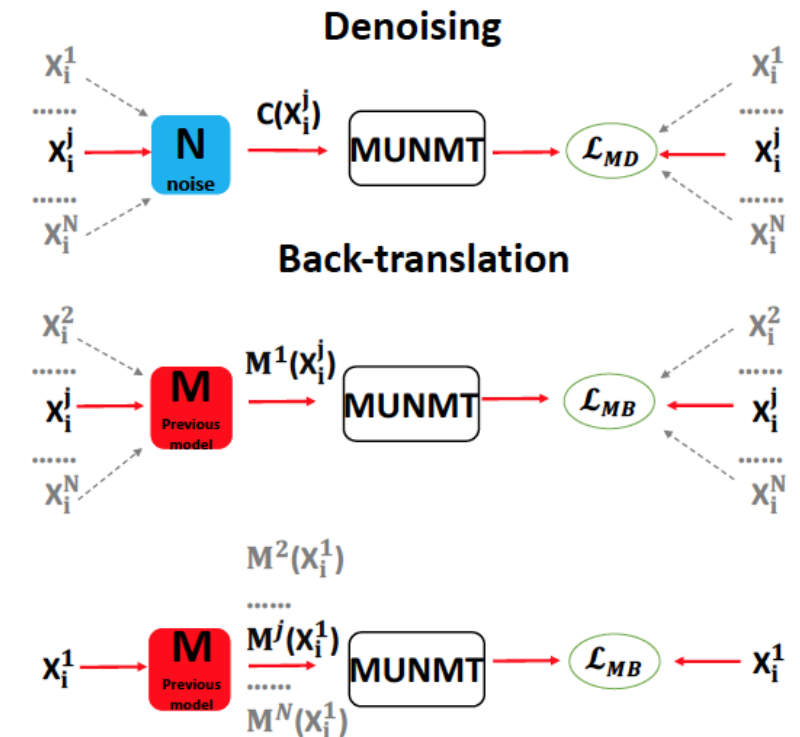 Denoising
X_i^1 X_i^1
...... C(X_i^j) ......
X_i^j N noise MUNMT ℒ_MD X_i^j
...... ......
X_i^N X_i^N
Back-translation
X_i^2 X_i^2
...... M^1(X_i^j) ......
X_i^j M Previous model MUNMT ℒ_MB X_i^j
...... ......
X_i^N X_i^N
M^2(X_i^1)
......
X_i^1 M Previous model M^j(X_i^1) MUNMT ℒ_MB X_i^1
......
M^N(X_i^1)